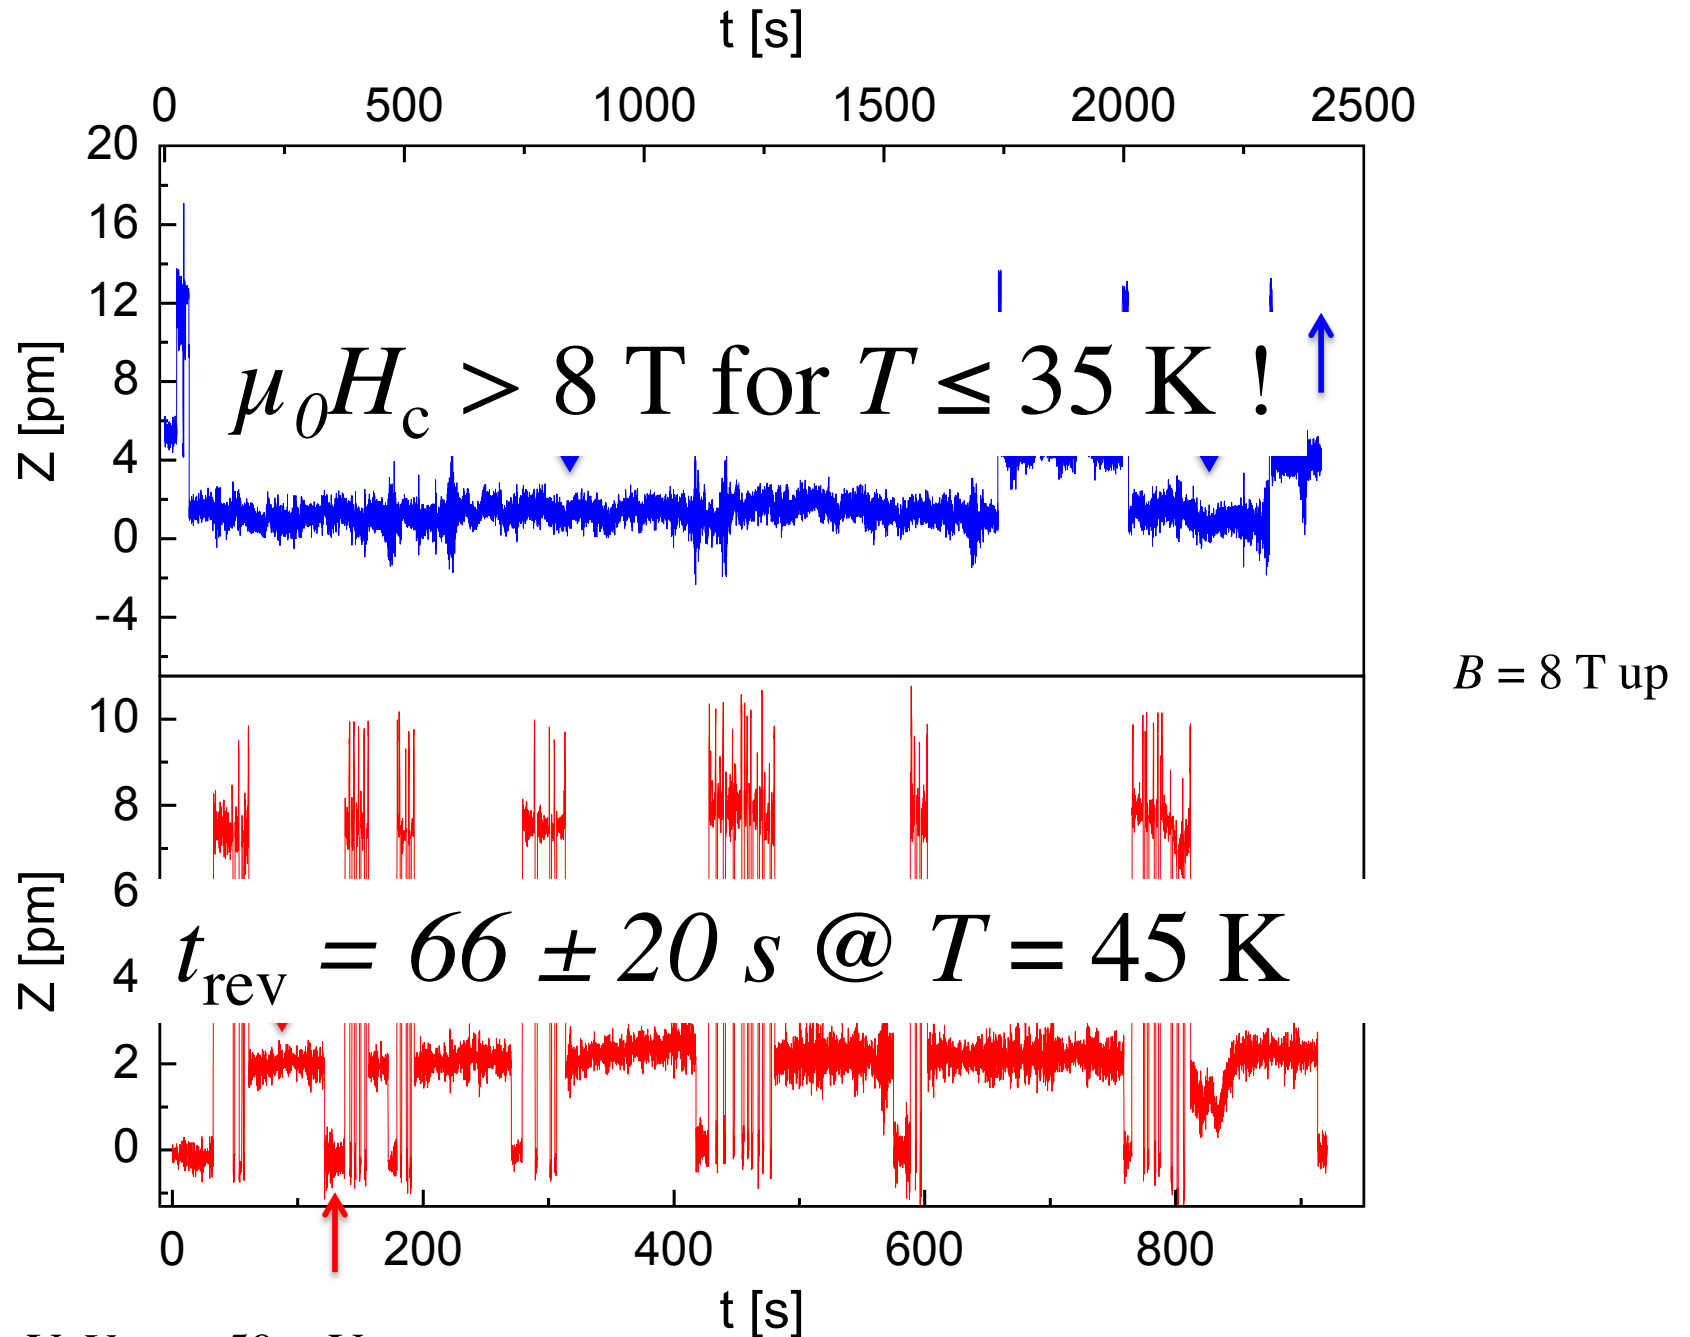 t [s]
0 500 1000 1500 2000 2500
20
16
12
8
4
0
-4
Z [pm]
µ0Hc > 8 T for T ≤ 35 K !
B = 8 T up
10
8
6
4
2
0
Z [pm]
trev = 66 ± 20 s @ T = 45 K
0 200 400 600 800
t [s]